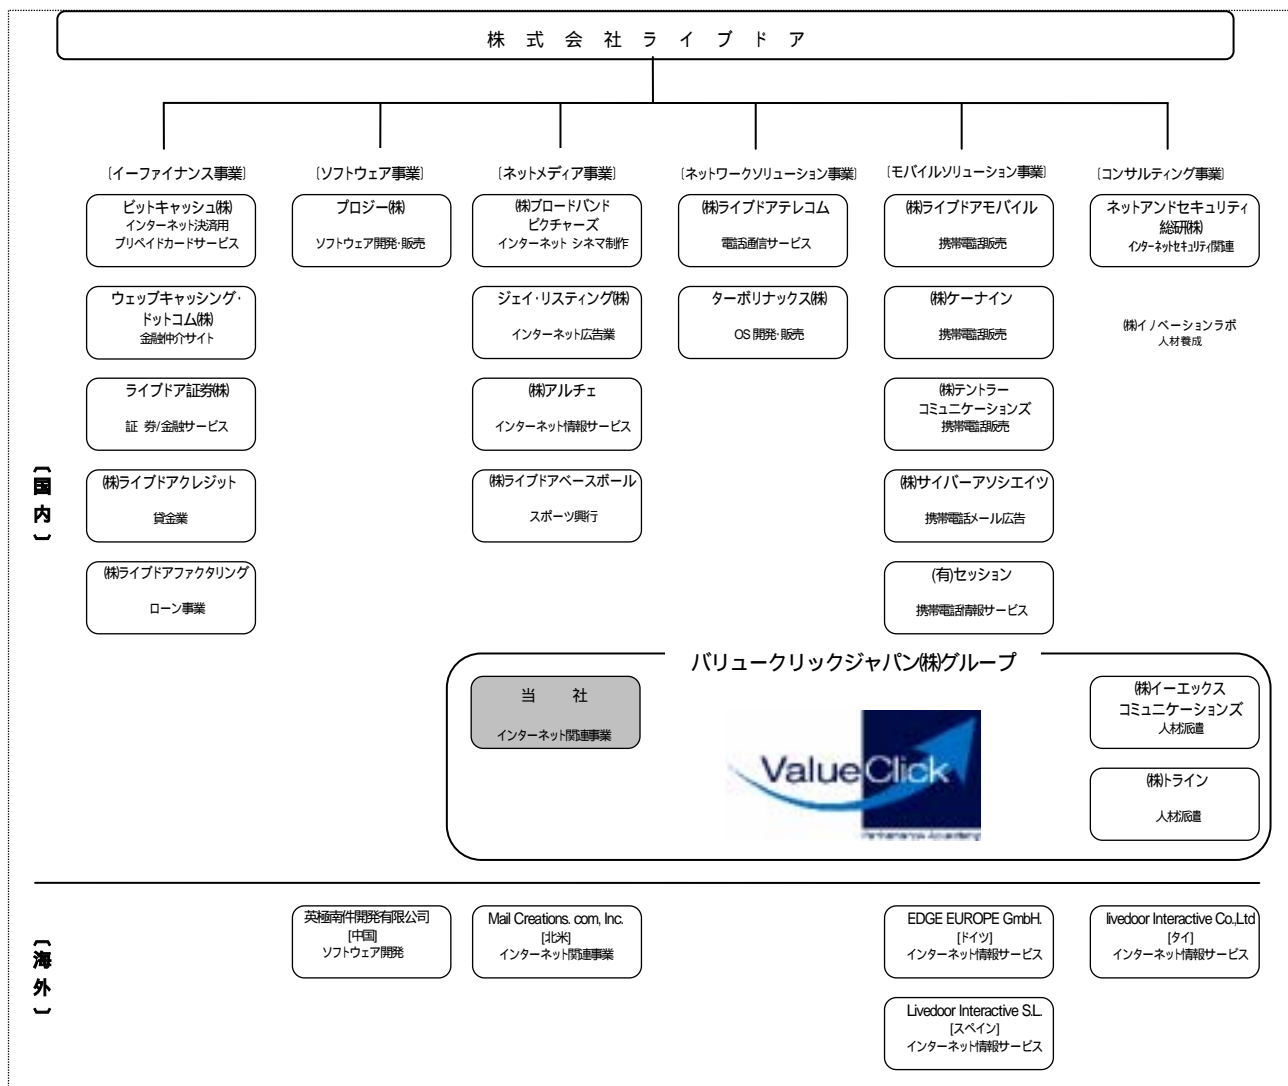 株式会社ライブドア
〔イーファイナンス事業〕
〔ソフトウェア事業〕
〔ネットメディア事業〕
〔ネットワークソリューション事業〕
〔モバイルソリューション事業〕
〔コンサルティング事業〕
〔国内〕
ビットキャッシュ(株)
インターネット決済用
プリペイドカードサービス
ウェッブキャッシング・
ドットコム(株)
金融仲介サイト
ライブドア証券(株)
証 券/金融サービス
(株)ライブドアクレジット
貸金業
(株)ライブドアファクタリング
ローン事業
プロジー(株)
ソフトウェア開発・販売
(株)ブロードバンド
ピクチャーズ
インターネット シネマ制作
ジェイ・リスティング(株)
インターネット広告業
(株)アルチェ
インターネット情報サービス
(株)ライブドアベースボール
スポーツ興行
(株)ライブドアテレコム
電話通信サービス
ターボリナックス(株)
OS 開発・販売
(株)ライブドアモバイル
携帯電話販売
(株)ケーナイン
携帯電話販売
(株)テントラー
コミュニケーションズ
携帯電話販売
(株)サイバーアソシエイツ
携帯電話メール広告
(有)セッション
携帯電話情報サービス
ネットアンドセキュリティ
総研(株)
インターネットセキュリティ関連
(株)イノベーションラボ
人材養成
バリュークリックジャパン(株)グループ
当 社
インターネット関連事業
ValueClick
(株)イーエックス
コミュニケーションズ
人材派遣
(株)トライン
人材派遣
〔海外〕
英極南件開発有限公司
[中国]
ソフトウェア開発
Mail Creations. com, Inc.
[北米]
インターネット関連事業
EDGE EUROPE GmbH.
[ドイツ]
インターネット情報サービス
Livedoor Interactive S.L.
[スペイン]
インターネット情報サービス
livedoor Interactive Co.,Ltd
[タイ]
インターネット情報サービス